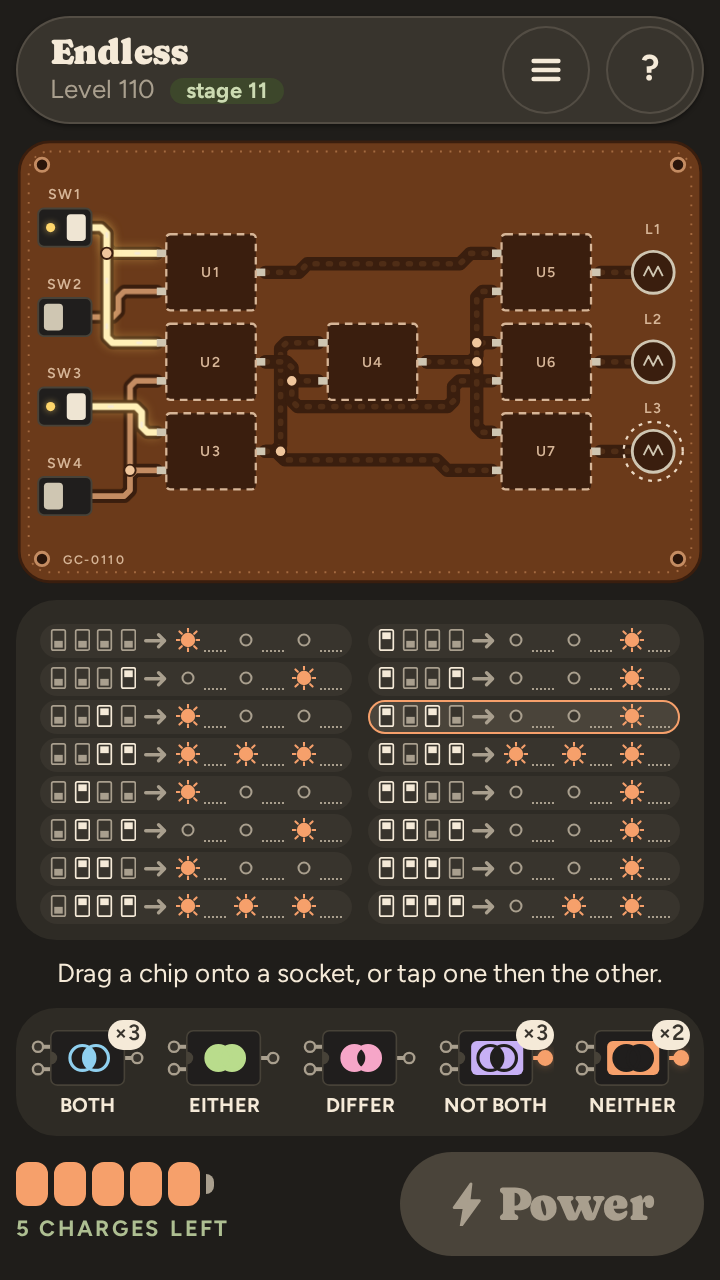 Endless
Level 110 stage 11
?
SW1
SW2
SW3
SW4
U1
U2
U3
U4
U5
U6
U7
L1
L2
L3
GC-0110
Drag a chip onto a socket, or tap one then the other.
×3
BOTH
EITHER
DIFFER
×3
NOT BOTH
×2
NEITHER
5 CHARGES LEFT
Power